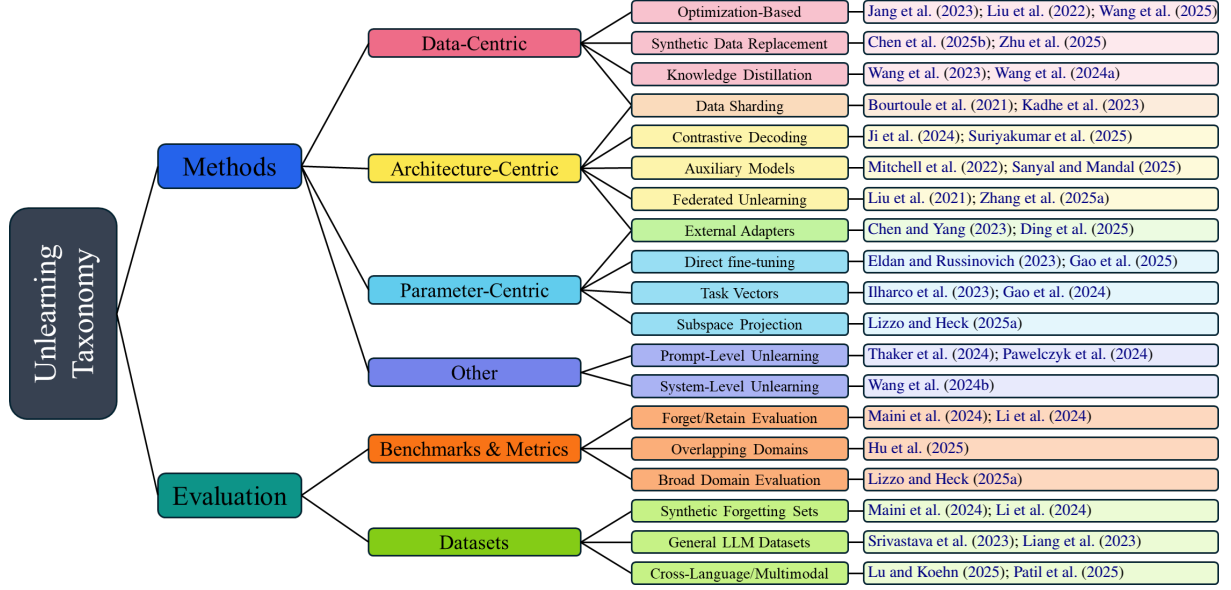 Unlearning
Taxonomy
Methods
Evaluation
Data-Centric
Architecture-Centric
Parameter-Centric
Other
Benchmarks & Metrics
Datasets
Optimization-Based
Jang et al. (2023); Liu et al. (2022); Wang et al. (2025)
Synthetic Data Replacement
Chen et al. (2025b); Zhu et al. (2025)
Knowledge Distillation
Wang et al. (2023); Wang et al. (2024a)
Data Sharding
Bourtoule et al. (2021); Kadhe et al. (2023)
Contrastive Decoding
Ji et al. (2024); Suriyakumar et al. (2025)
Auxiliary Models
Mitchell et al. (2022); Sanyal and Mandal (2025)
Federated Unlearning
Liu et al. (2021); Zhang et al. (2025a)
External Adapters
Chen and Yang (2023); Ding et al. (2025)
Direct fine-tuning
Eldan and Russinovich (2023); Gao et al. (2025)
Task Vectors
Ilharco et al. (2023); Gao et al. (2024)
Subspace Projection
Lizzo and Heck (2025a)
Prompt-Level Unlearning
Thaker et al. (2024); Pawelczyk et al. (2024)
System-Level Unlearning
Wang et al. (2024b)
Forget/Retain Evaluation
Maini et al. (2024); Li et al. (2024)
Overlapping Domains
Hu et al. (2025)
Broad Domain Evaluation
Lizzo and Heck (2025a)
Synthetic Forgetting Sets
Maini et al. (2024); Li et al. (2024)
General LLM Datasets
Srivastava et al. (2023); Liang et al. (2023)
Cross-Language/Multimodal
Lu and Koehn (2025); Patil et al. (2025)